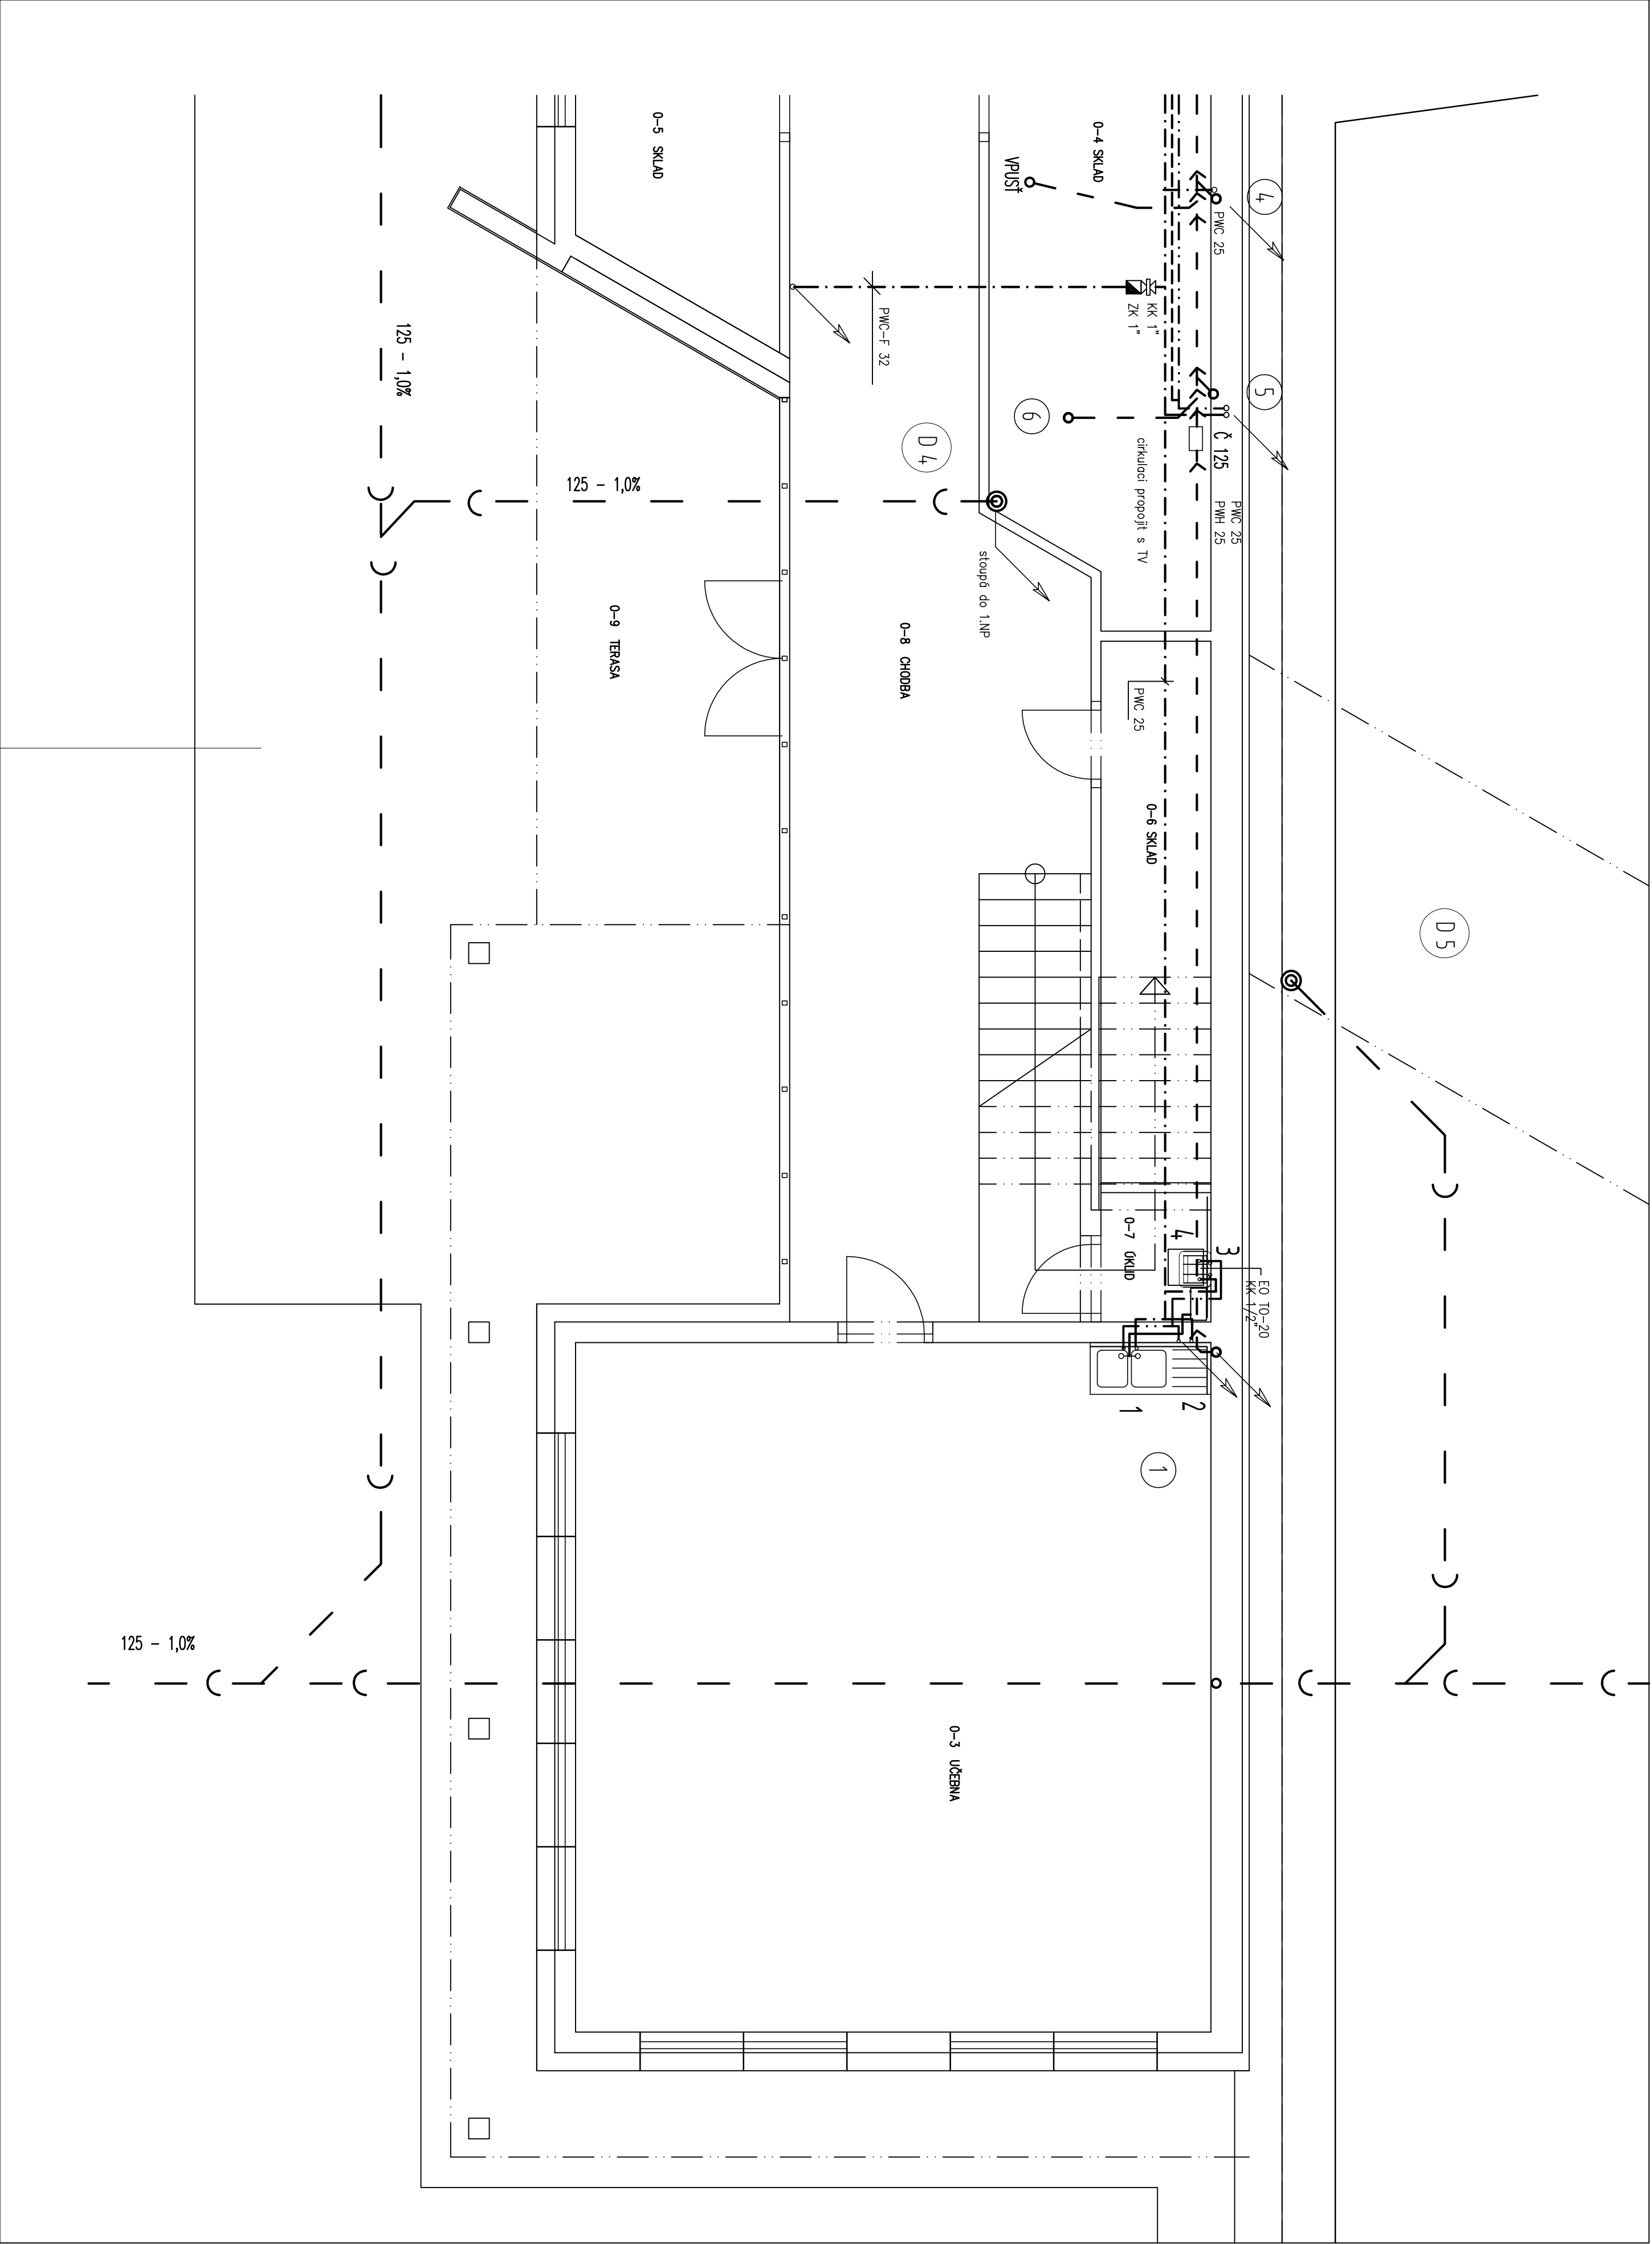 0-5 SKLAD
0-4 SKLAD
VPUSŤ
4
PWC 25
KK 1"
ZK 1"
PWC-F 32
125 - 1,0%
5
6
Č 125
D 4
cirkulaci propojit s TV
PWC 25
PWH 25
125 - 1,0%
stoupá do 1.NP
0-9 TERASA
0-8 CHODBA
PWC 25
0-6 SKLAD
D 5
0-7 ÚKLID
4
3
EO TO-20
KK 1/2"
1
2
1
125 - 1,0%
0-3 UČEBNA